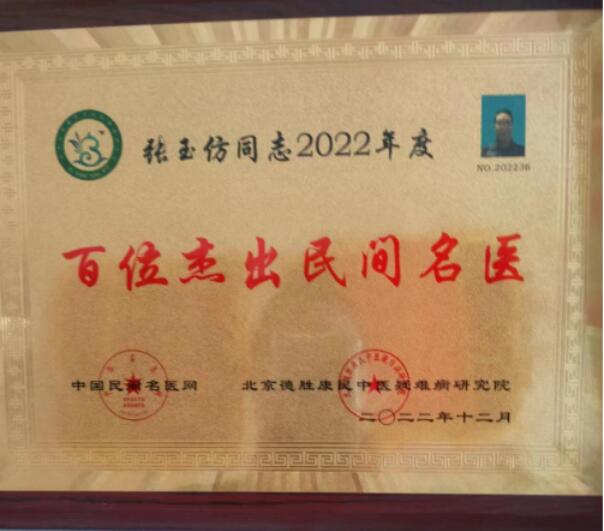 张玉仿同志2022年度
NO.202236
百位杰出民间名医
中国民间名医网 北京德胜康民中医疑难病研究院
二〇二二年十二月